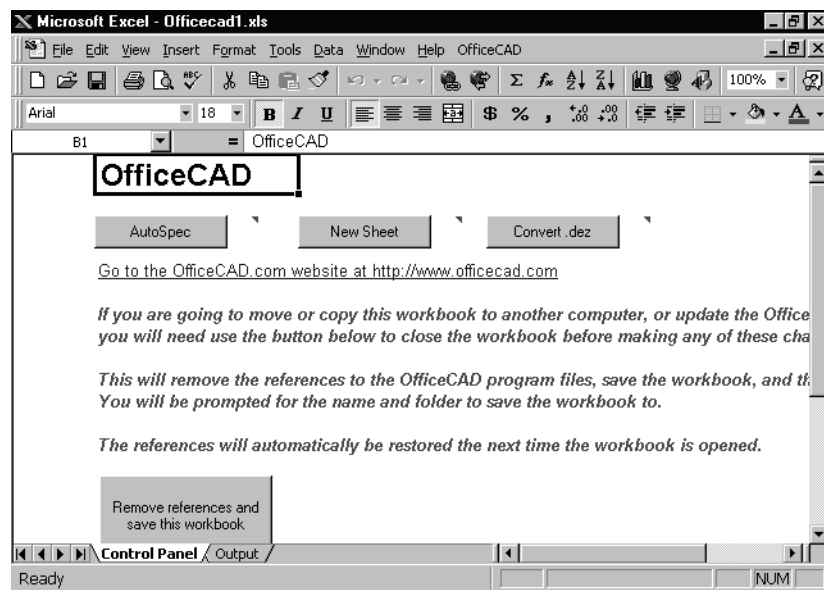 Microsoft Excel - Officecad1.xls
File Edit View Insert Format Tools Data Window Help OfficeCAD
ABC Σ fx A Z Z A 100%
Arial 18 B I U $ % , +.0 .00 .00 +.0 A
B1 = OfficeCAD
OfficeCAD
AutoSpec New Sheet Convert .dez
Go to the OfficeCAD.com website at http://www.officecad.com
If you are going to move or copy this workbook to another computer, or update the Office
you will need use the button below to close the workbook before making any of these cha
This will remove the references to the OfficeCAD program files, save the workbook, and th
You will be prompted for the name and folder to save the workbook to.
The references will automatically be restored the next time the workbook is opened.
Remove references and
save this workbook
Control Panel Output
Ready NUM